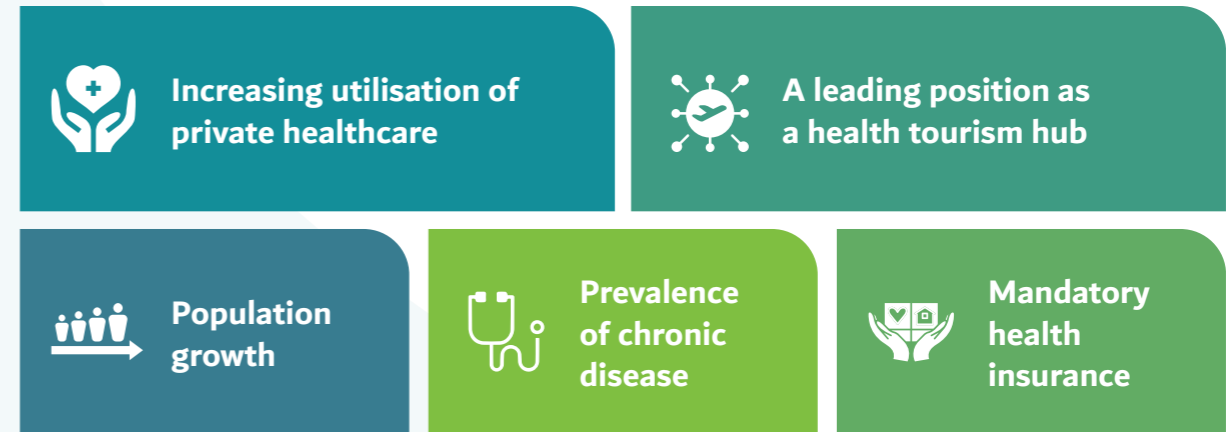 Increasing utilisation of
private healthcare
A leading position as
a health tourism hub
Population
growth
Prevalence
of chronic
disease
Mandatory
health
insurance